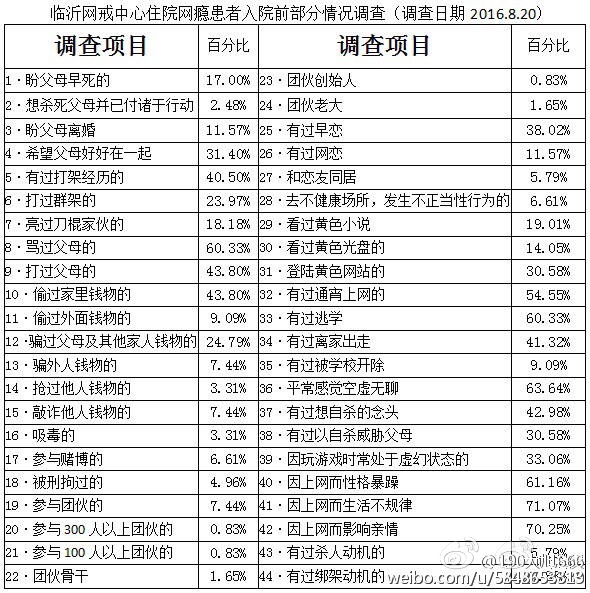 临沂网戒中心住院网瘾患者入院前部分情况调查（调查日期 2016.8.20）
调查项目 百分比 调查项目 百分比
1·盼父母早死的 17.00% 23·团伙创始人 0.83%
2·想杀死父母并已付诸于行动 2.48% 24·团伙老大 1.65%
3·盼父母离婚 11.57% 25·有过早恋 38.02%
4·希望父母好好在一起 31.40% 26·有过网恋 11.57%
5·有过打架经历的 40.50% 27·和恋友同居 5.79%
6·打过群架的 23.97% 28·去不健康场所，发生不正当性行为的 6.61%
7·亮过刀棍家伙的 18.18% 29·看过黄色小说 19.01%
8·骂过父母的 60.33% 30·看过黄色光盘的 14.05%
9·打过父母的 43.80% 31·登陆黄色网站的 30.58%
10·偷过家里钱物的 43.80% 32·有过通宵上网的 54.55%
11·偷过外面钱物的 9.09% 33·有过逃学 60.33%
12·骗过父母及其他家人钱物的 24.79% 34·有过离家出走 41.32%
13·骗外人钱物的 7.44% 35·有过被学校开除 9.09%
14·抢过他人钱物的 3.31% 36·平常感觉空虚无聊 63.64%
15·敲诈他人钱物的 7.44% 37·有过想自杀的念头 42.98%
16·吸毒的 3.31% 38·有过以自杀威胁父母 30.58%
17·参与赌博的 6.61% 39·因玩游戏时常处于虚幻状态的 33.06%
18·被刑拘过的 4.96% 40·因上网而性格暴躁 61.16%
19·参与团伙的 7.44% 41·因上网而生活不规律 71.07%
20·参与 300 人以上团伙的 0.83% 42·因上网而影响亲情 70.25%
21·参与 100 人以上团伙的 0.83% 43·有过杀人动机的 5.79%
22·团伙骨干 1.65% 44·有过绑架动机的
weibo.com/u/5848653813